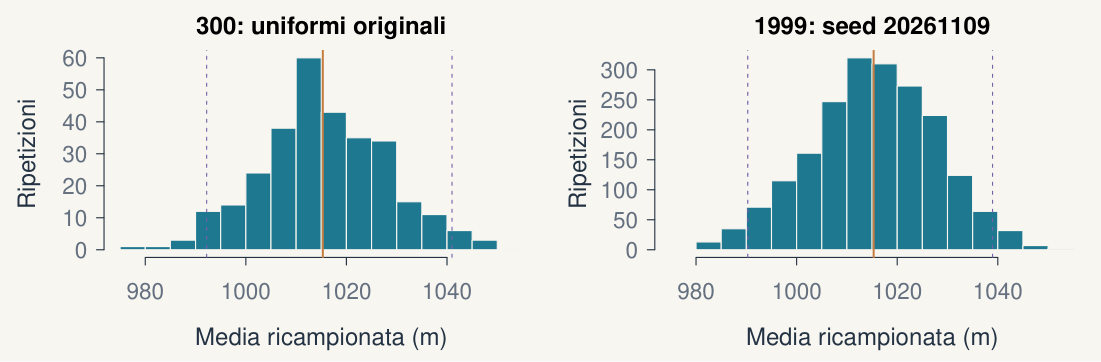 300: uniformi originali
60
50
40
30
20
10
0
Ripetizioni
980 1000 1020 1040
Media ricampionata (m)
1999: seed 20261109
300
250
200
150
100
50
0
Ripetizioni
980 1000 1020 1040
Media ricampionata (m)